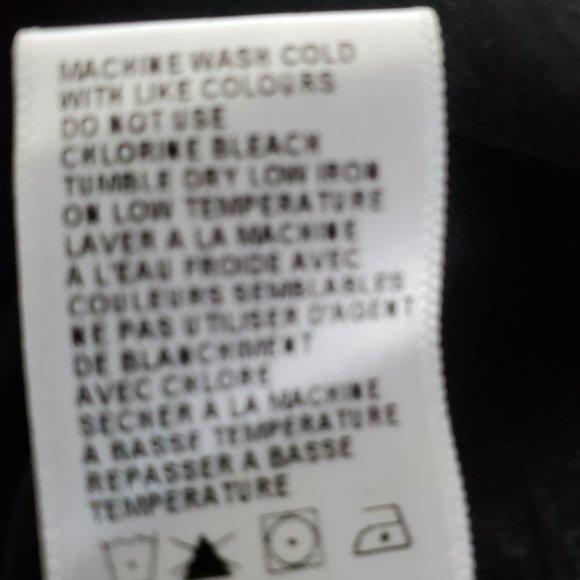 MACHINE WASH COLD
WITH LIKE COLOURS
DO NOT USE
CHLORINE BLEACH
TUMBLE DRY LOW IRON
ON LOW TEMPERATURE
LAVER A LA MACHINE
A L'EAU FROIDE AVEC
COULEURS SEMBLABLES
NE PAS UTILISER D'AGENT
DE BLANCHIMENT
AVEC CHLORE
SECHER A LA MACHINE
A BASSE TEMPERATURE
REPASSER A BASSE
TEMPERATURE